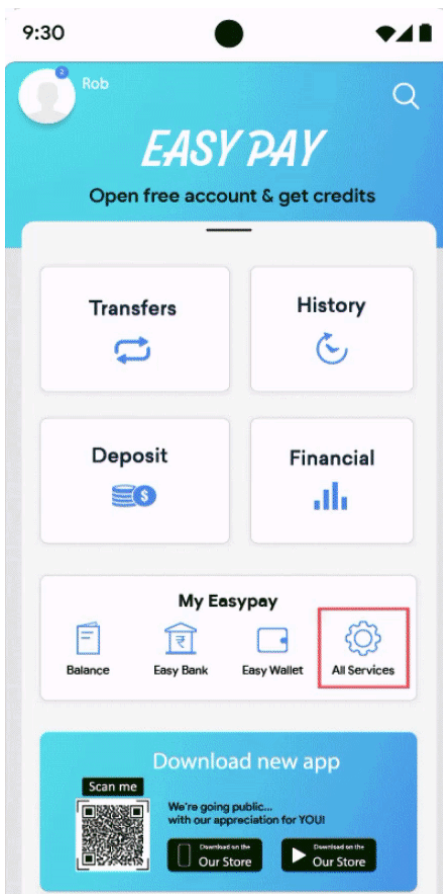 9:30
2
Rob
EASY PAY
Open free account & get credits
Transfers
History
Deposit
$
Financial
My Easypay
₹
Balance
Easy Bank
Easy Wallet
All Services
Download new app
Scan me
We're going public...
with our appreciation for YOU!
Download on the
Our Store
Download on the
Our Store